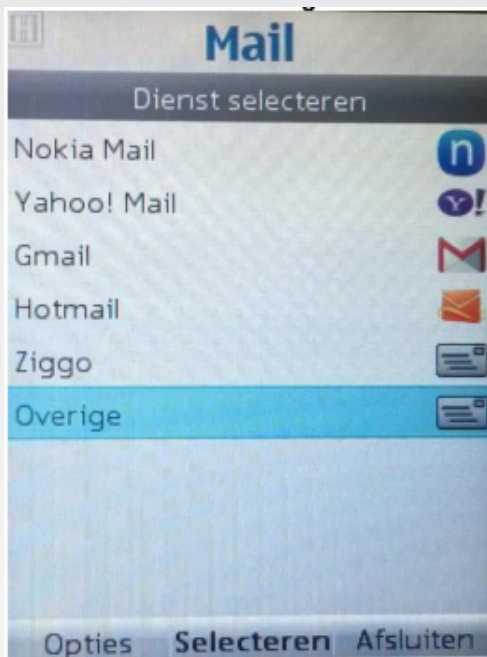 Mail
Dienst selecteren
Nokia Mail
Yahoo! Mail
Gmail
Hotmail
Ziggo
Overige
Opties Selecteren Afsluiten